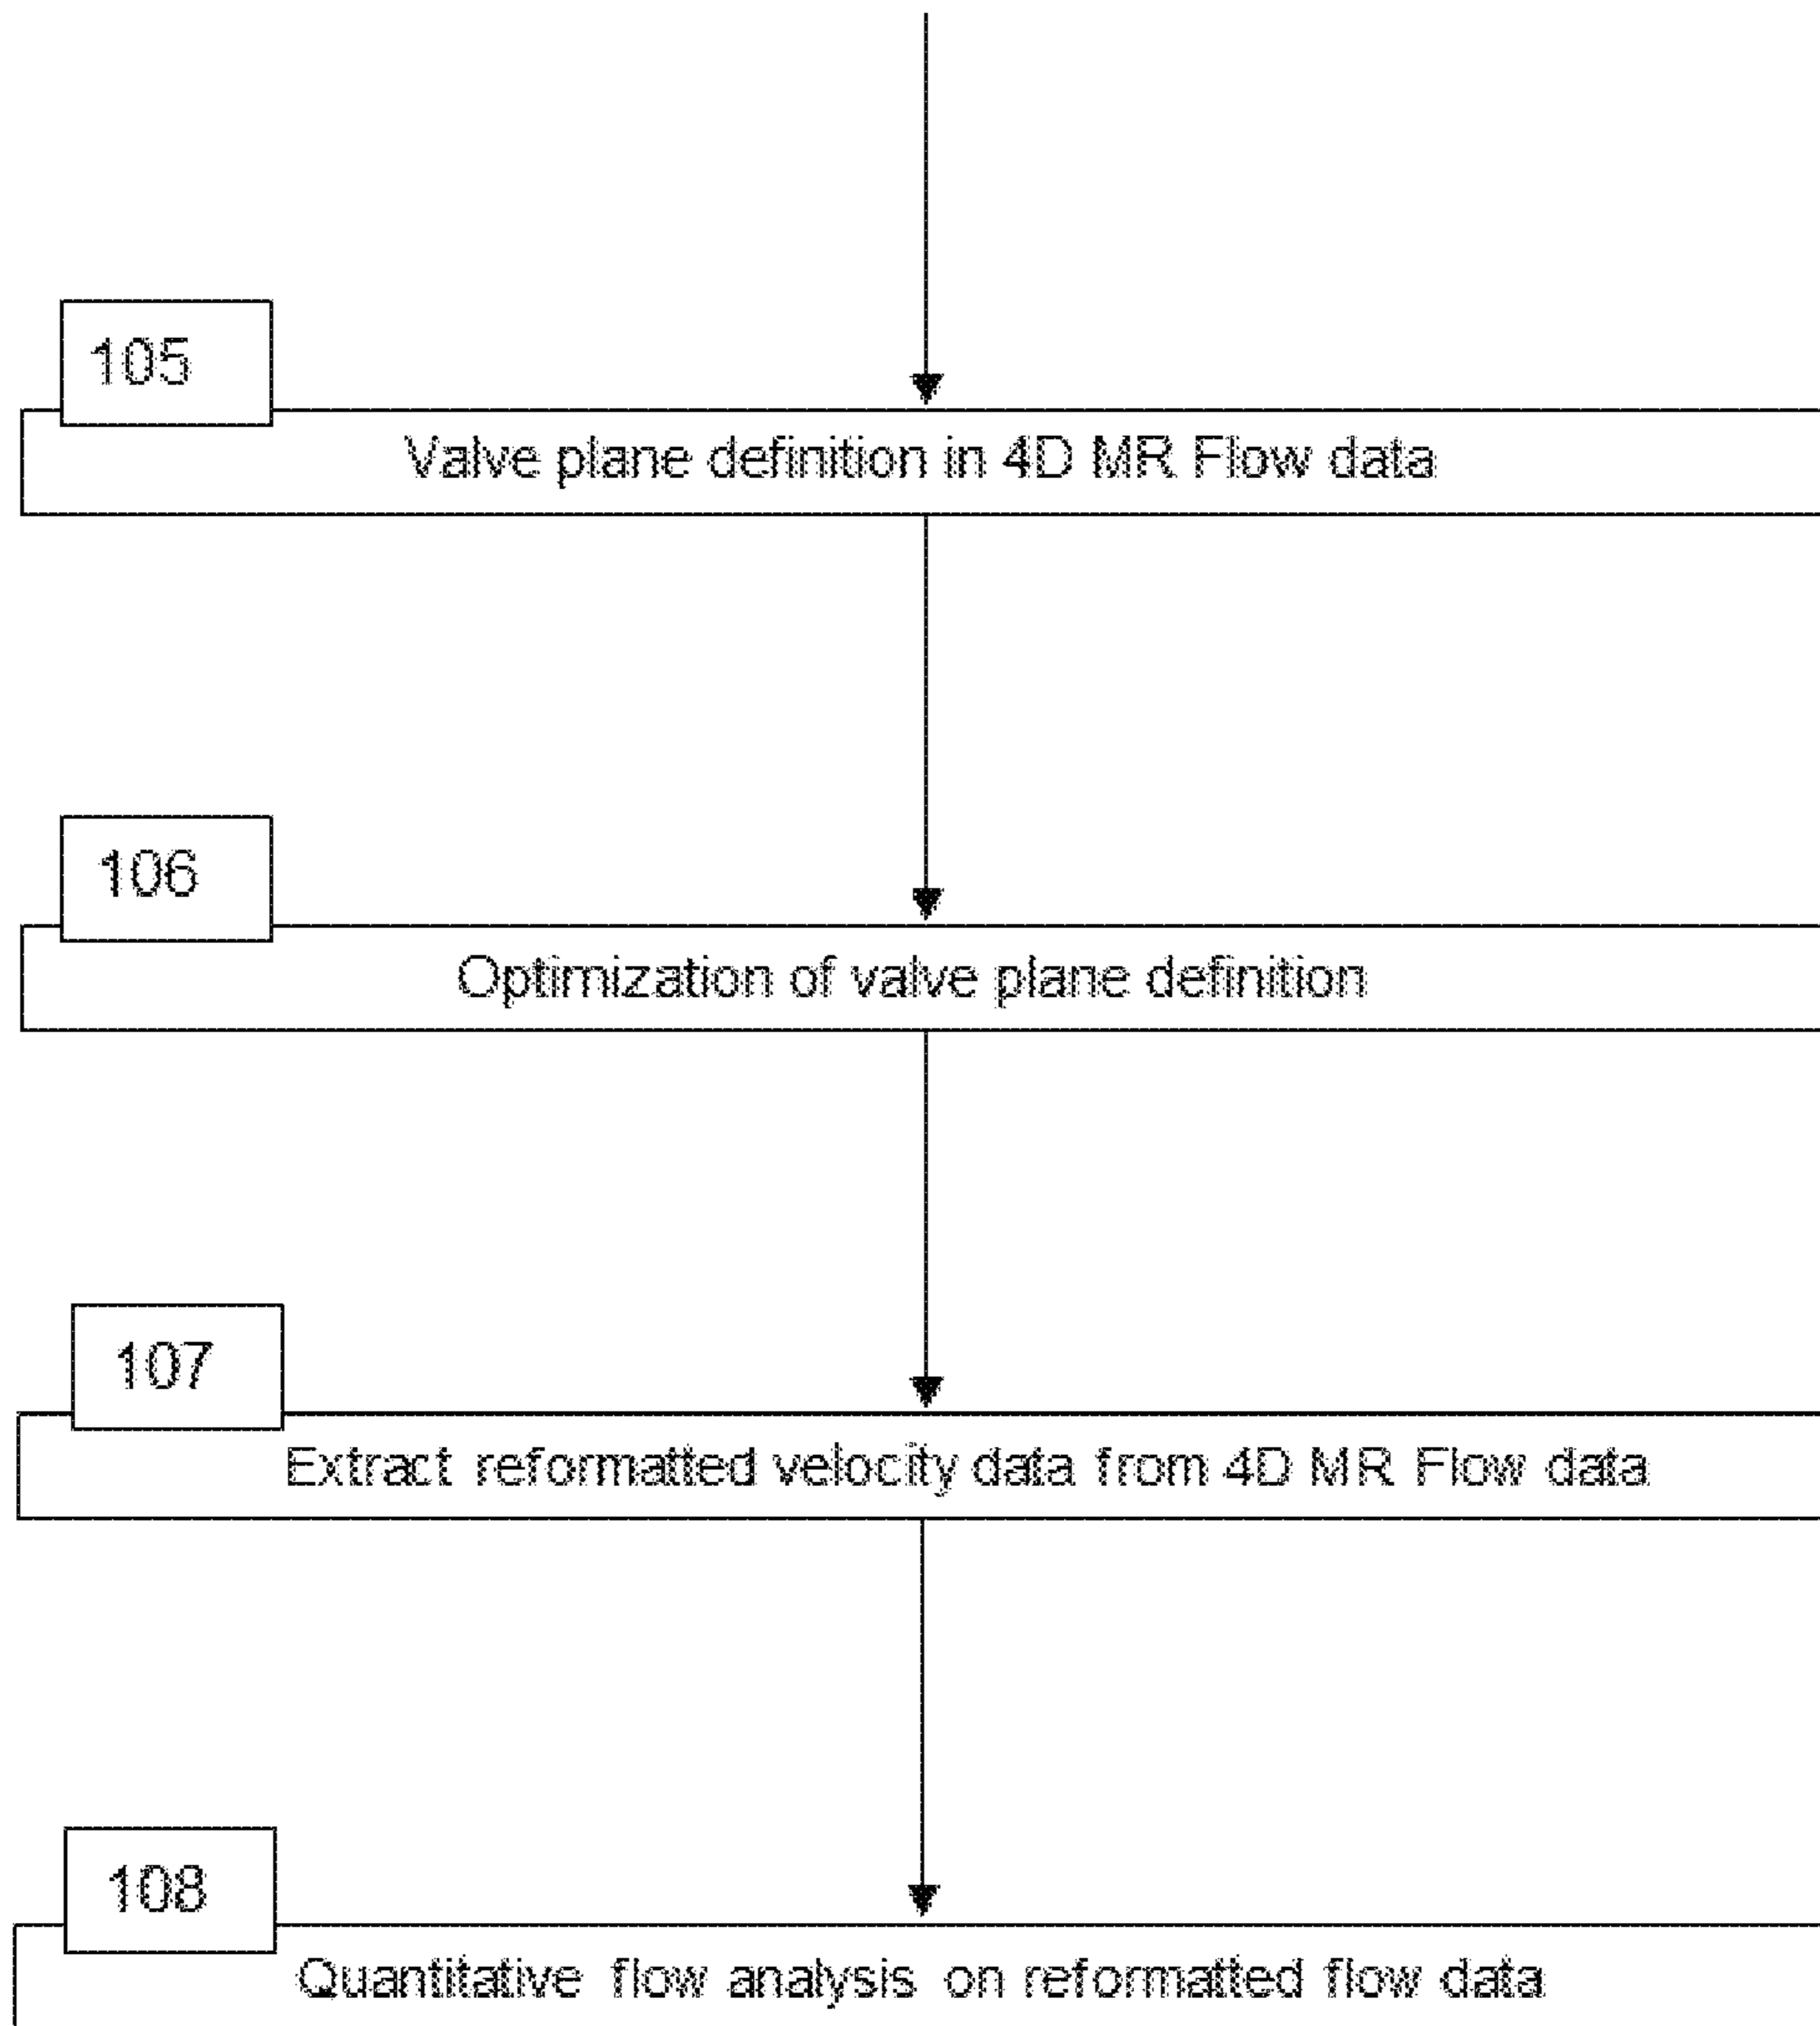 105
Valve plane definition in 4D MR Flow data
106
Optimization of valve plane definition
107
Extract reformatted velocity data from 4D MR Flow data
108
Quantitative flow analysis on reformatted flow data